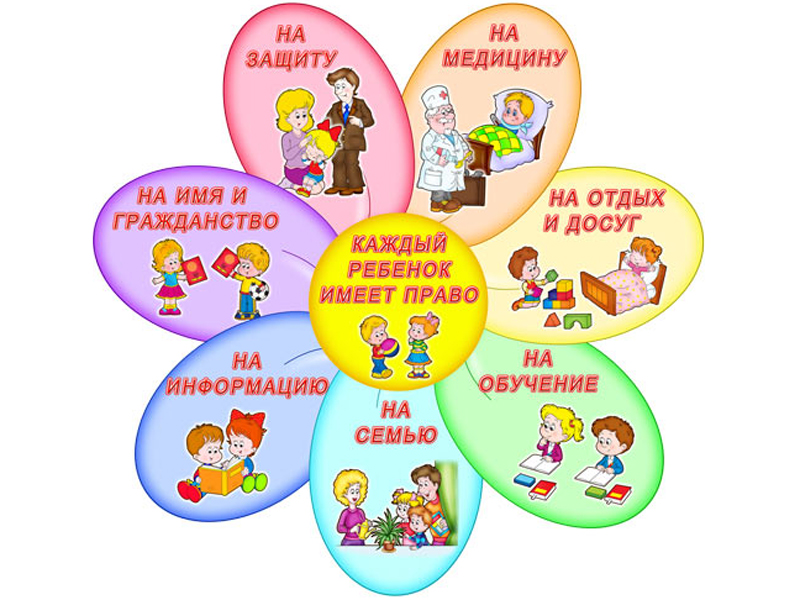 НА
ЗАЩИТУ
НА
МЕДИЦИНУ
НА ИМЯ И
ГРАЖДАНСТВО
НА ОТДЫХ
И ДОСУГ
КАЖДЫЙ
РЕБЕНОК
ИМЕЕТ ПРАВО
НА
ИНФОРМАЦИЮ
НА
СЕМЬЮ
НА
ОБУЧЕНИЕ